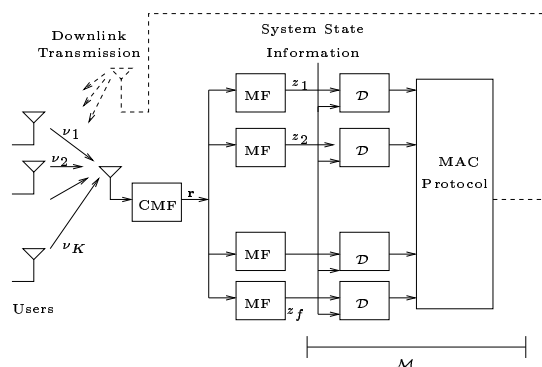 Downlink
Transmission
System State
Information
ν1
ν2
νK
Users
CMF
r
MF
z1
D
MF
z2
D
MF
D
MF
zf
D
MAC
Protocol
M